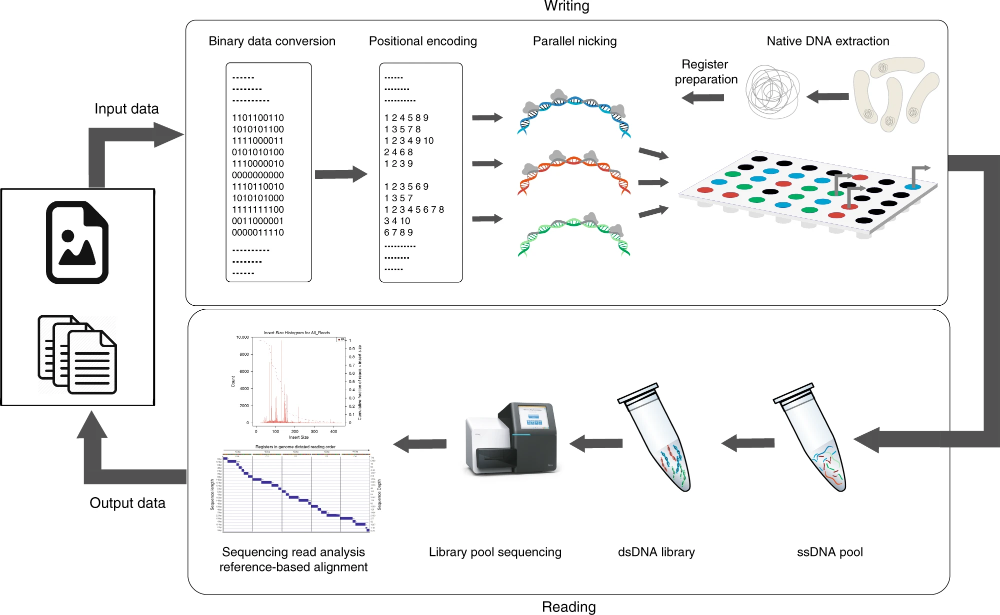 Writing
Binary data conversion
Positional encoding
Parallel nicking
Native DNA extraction
Register
preparation
Input data
1101100110
1010101100
1111000011
0101010100
1110000010
0000000000
1110110010
1010101000
1111111100
0011000001
0000011110
1 2 4 5 8 9
1 3 5 7 8
1 2 3 4 9 10
2 4 6 8
1 2 3 9
1 2 3 5 6 9
1 3 5 7
1 2 3 4 5 6 7 8
3 4 10
6 7 8 9
Insert Size Histogram for All_Reads
FR
10,000
8000
6000
4000
2000
0
Count
1
0.9
0.8
0.7
0.6
0.5
0.4
0.3
0.2
0.1
0
Cumulative fraction of reads > insert size
0 100 200 300 400
Insert Size
Registers in genome dictated reading order
450bp 450bp 450bp 450bp 450bp
Sequence length
Sequence Depth
Sequencing read analysis
reference-based alignment
Library pool sequencing
dsDNA library
ssDNA pool
Output data
Reading